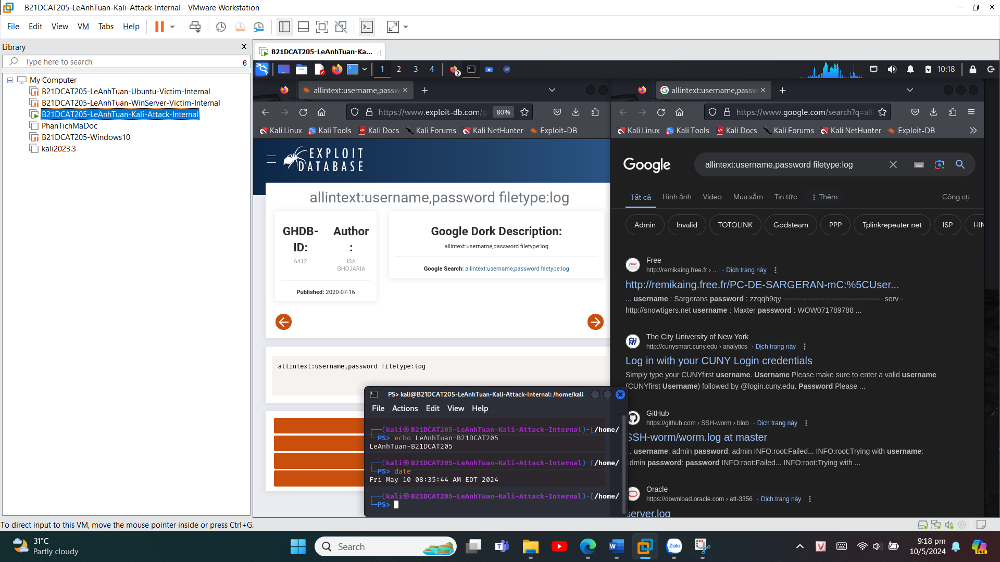 B21DCAT205-LeAnhTuan-Kali-Attack-Internal - VMware Workstation
File Edit View VM Tabs Help
Library
Type here to search
6
My Computer
B21DCAT205-LeAnhTuan-Ubuntu-Victim-Internal
B21DCAT205-LeAnhTuan-WinServer-Victim-Internal
B21DCAT205-LeAnhTuan-Kali-Attack-Internal
PhanTichMaDoc
B21DCAT205-Windows10
kali2023.3
B21DCAT205-LeAnhTuan-Ka...
1 2 3 4
2
10:18
allintext:username,passw
https://www.exploit-db.com/g
80%
Kali Linux Kali Tools Kali Docs Kali Forums Kali NetHunter Exploit-DB
EXPLOIT
DATABASE
allintext:username,password filetype:log
GHDB-
ID:
6412
Author
:
ISA
GHOJARIA
Published: 2020-07-16
Google Dork Description:
allintext:username,password filetype:log
Google Search: allintext:username,password filetype:log
allintext:username,password filetype:log
allintext:username,passw
https://www.google.com/search?q=all
Kali Linux Kali Tools Kali Docs Kali Forums Kali NetHunter Exploit-DB
Google
allintext:username,password filetype:log
Tất cả Hình ảnh Video Mua sắm Tin tức Thêm Công cụ
Admin Invalid TOTOLINK Godsteam PPP Tplinkrepeater net ISP HIN
free
Free
http://remikaing.free.fr › ... · Dịch trang này
http://remikaing.free.fr/PC-DE-SARGERAN-mC:%5CUser...
... username : Sargerans password : zzqqh9qy ----------------------------------------- serv -
http://snowtigers.net username : Maxter password : WOW071789788 ...
CU
NY
The City University of New York
http://cunysmart.cuny.edu › analytics · Dịch trang này
Log in with your CUNY Login credentials
Simply type your CUNYfirst username. Username Please make sure to enter a valid username
(CUNYfirst Username) followed by @login.cuny.edu. Password Please ...
GitHub
https://github.com › SSH-worm › blob · Dịch trang này
SSH-worm/worm.log at master
.. username: admin password: admin INFO:root:Failed... INFO:root:Trying with username:
admin password: password INFO:root:Failed... INFO:root:Trying with ...
Oracle
https://download.oracle.com › att-3356 · Dịch trang này
server.log
PS> kali@B21DCAT205-LeAnhTuan-Kali-Attack-Internal: /home/kali
File Actions Edit View Help
┌──(kali㉿B21DCAT205-LeAnhTuan-Kali-Attack-Internal)-[/home/
└─PS> echo LeAnhTuan-B21DCAT205
LeAnhTuan-B21DCAT205
┌──(kali㉿B21DCAT205-LeAnhTuan-Kali-Attack-Internal)-[/home/
└─PS> date
Fri May 10 08:35:44 AM EDT 2024
┌──(kali㉿B21DCAT205-LeAnhTuan-Kali-Attack-Internal)-[/home/
└─PS>
To direct input to this VM, move the mouse pointer inside or press Ctrl+G.
31°C
Partly cloudy
Search
Zalo
V
9:18 pm
10/5/2024
PRE